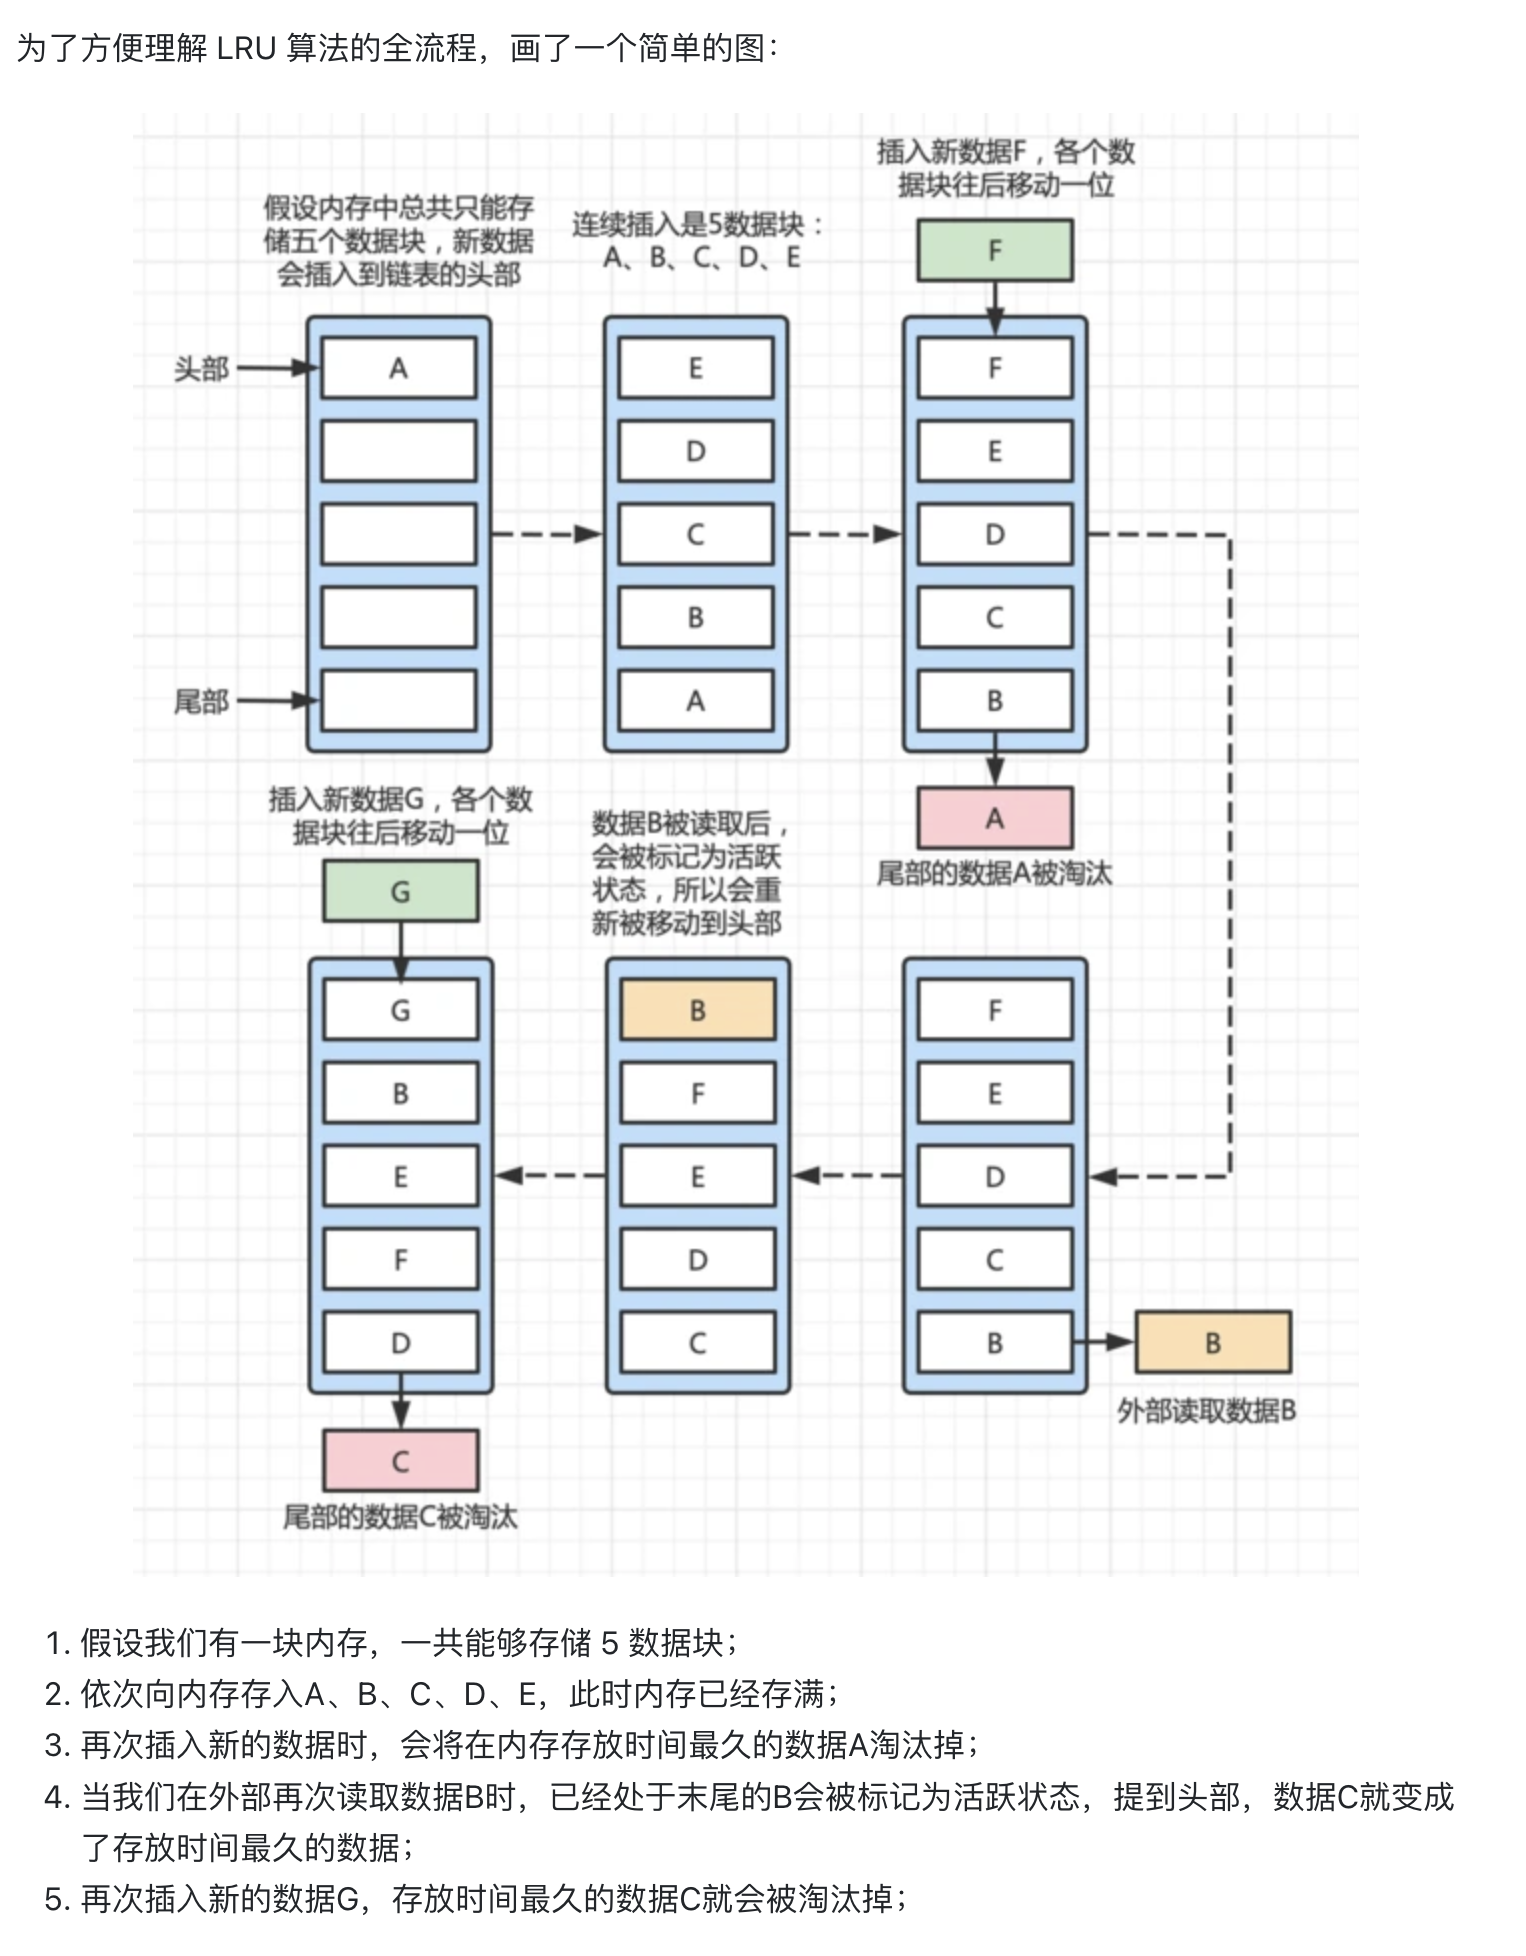 为了方便理解 LRU 算法的全流程，画了一个简单的图：
假设内存中总共只能存
储五个数据块，新数据
会插入到链表的头部
连续插入是5数据块：
A、B、C、D、E
插入新数据F，各个数
据块往后移动一位
F
头部
A
尾部
E
D
C
B
A
F
E
D
C
B
A
尾部的数据A被淘汰
插入新数据G，各个数
据块往后移动一位
G
G
B
E
F
D
C
尾部的数据C被淘汰
数据B被读取后，
会被标记为活跃
状态，所以会重
新被移动到头部
B
F
E
D
C
F
E
D
C
B
B
外部读取数据B
1. 假设我们有一块内存，一共能够存储 5 数据块；
2. 依次向内存存入A、B、C、D、E，此时内存已经存满；
3. 再次插入新的数据时，会将在内存存放时间最久的数据A淘汰掉；
4. 当我们在外部再次读取数据B时，已经处于末尾的B会被标记为活跃状态，提到头部，数据C就变成
了存放时间最久的数据；
5. 再次插入新的数据G，存放时间最久的数据C就会被淘汰掉；